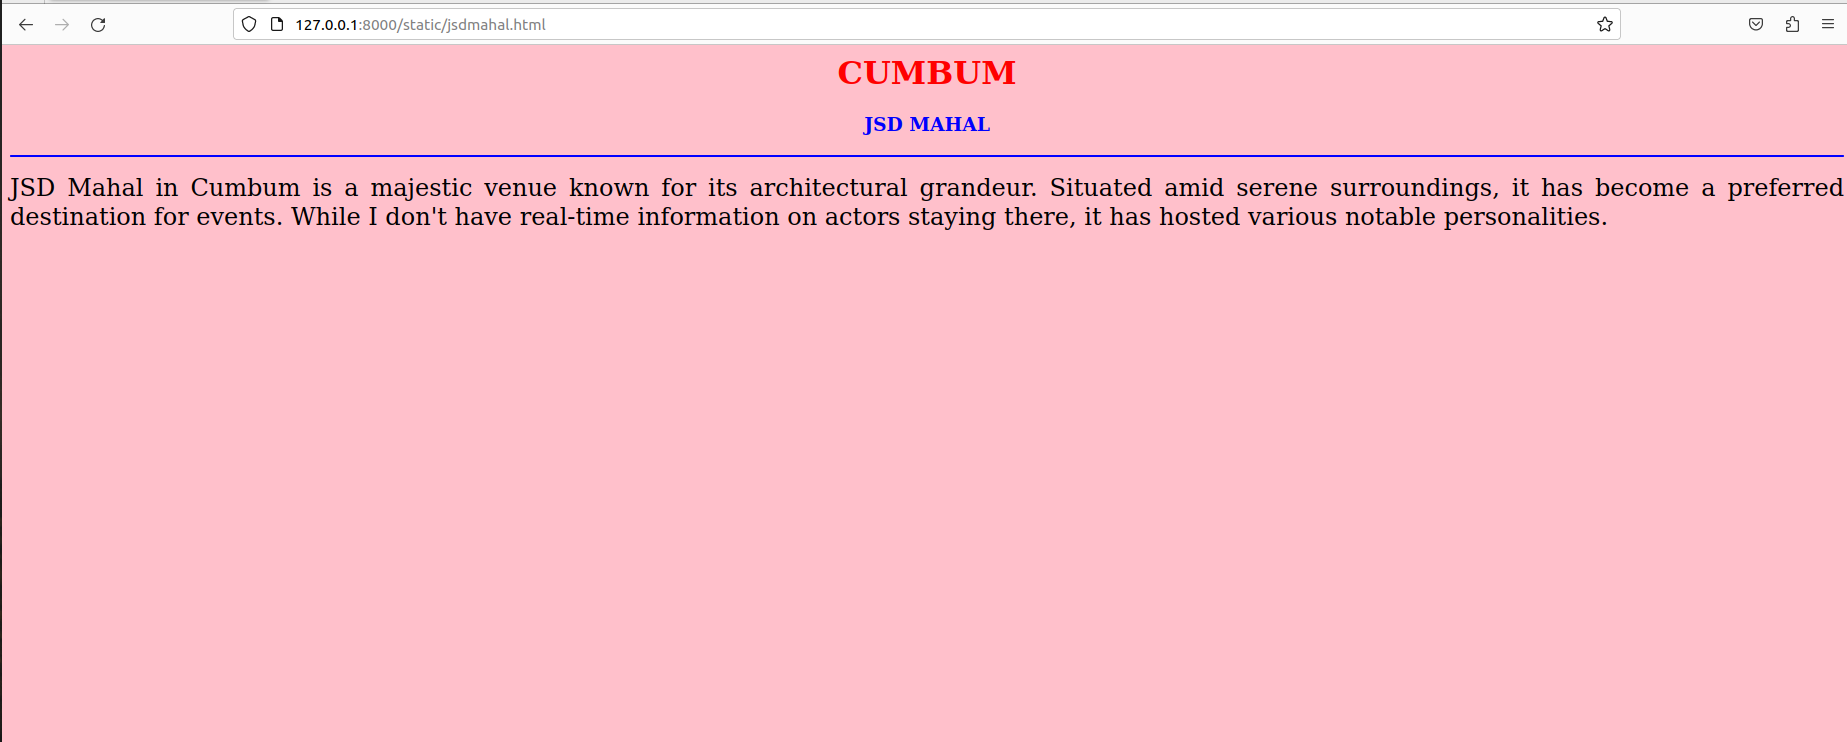 127.0.0.1:8000/static/jsdmahal.html
CUMBUM
JSD MAHAL
JSD Mahal in Cumbum is a majestic venue known for its architectural grandeur. Situated amid serene surroundings, it has become a preferred
destination for events. While I don't have real-time information on actors staying there, it has hosted various notable personalities.